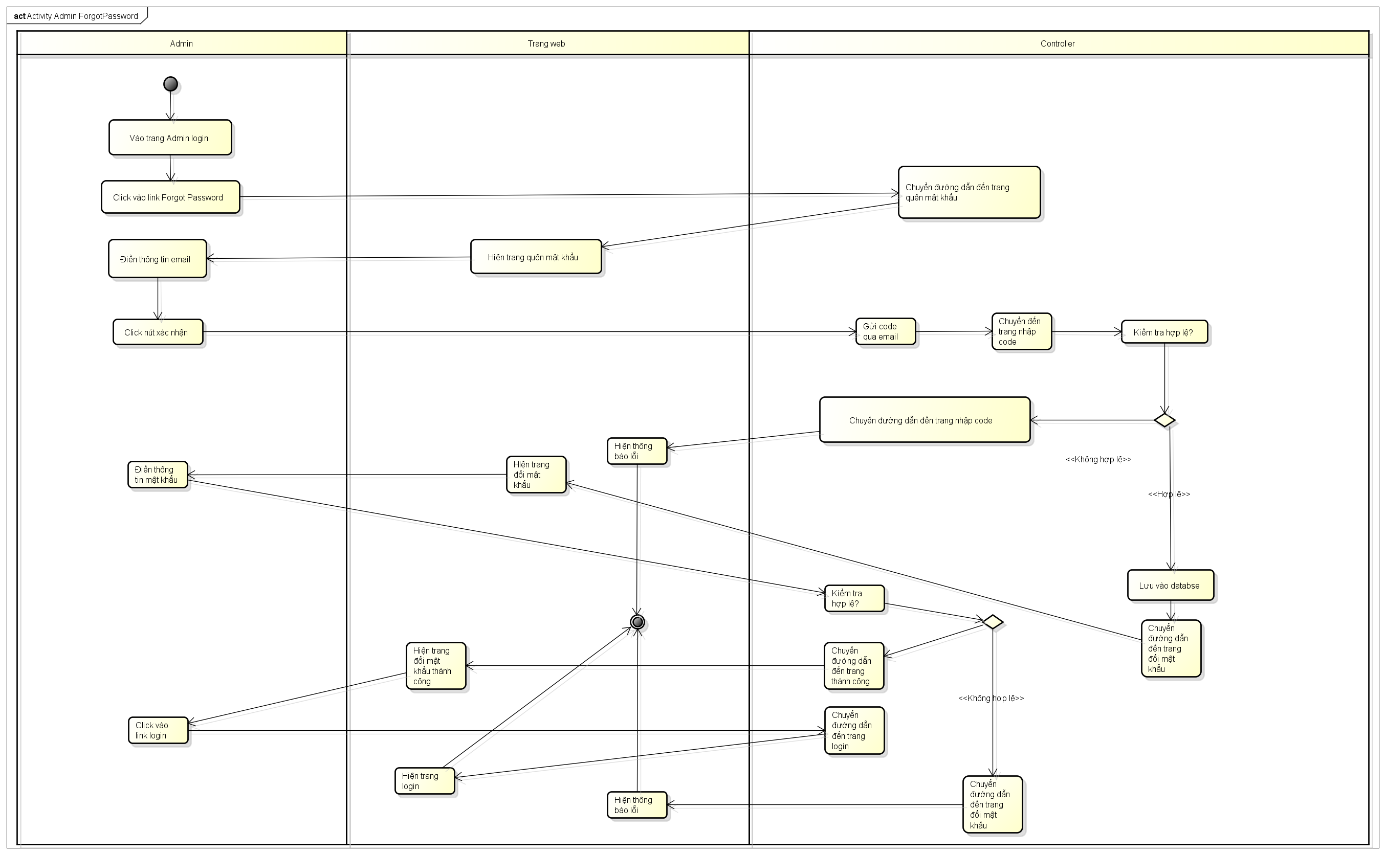 act Activity Admin ForgotPassword
Admin
Trang web
Controller
Vào trang Admin login
Click vào link Forgot Password
Chuyển đường dẫn đến trang
quên mật khẩu
Điền thông tin email
Hiện trang quên mật khẩu
Click nút xác nhận
Gửi code
qua email
Chuyển đến
trang nhập
code
Kiểm tra hợp lệ?
Chuyển đường dẫn đến trang nhập code
Hiện thông
báo lỗi
<<Không hợp lệ>>
Điền thông
tin mật khẩu
Hiện trang
đổi mật
khẩu
<<Hợp lệ>>
Lưu vào databse
Kiểm tra
hợp lệ?
Chuyển
đường dẫn
đến trang
đổi mật
khẩu
Hiện trang
đổi mật
khẩu thành
công
Chuyển
đường dẫn
đến trang
thành công
<<Không hợp lệ>>
Click vào
link login
Chuyển
đường dẫn
đến trang
login
Hiện trang
login
Hiện thông
báo lỗi
Chuyển
đường dẫn
đến trang
đổi mật
khẩu